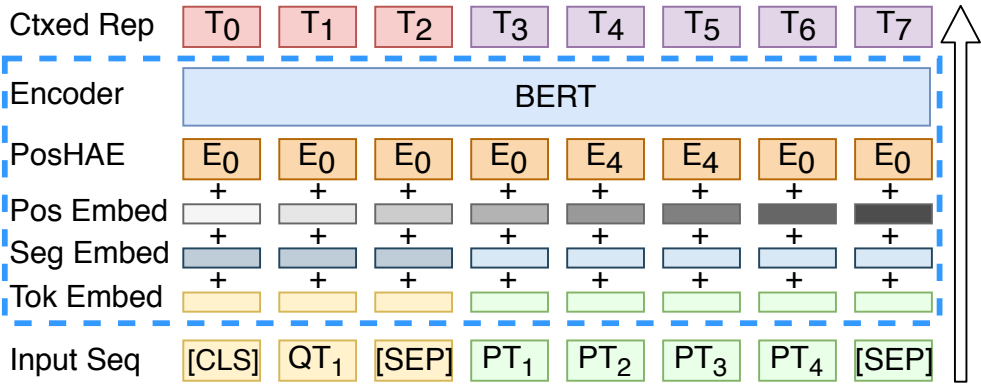 Ctxed Rep T0 T1 T2 T3 T4 T5 T6 T7
Encoder BERT
PosHAE E0 E0 E0 E0 E4 E4 E0 E0
+ + + + + + + +
Pos Embed
+ + + + + + + +
Seg Embed
+ + + + + + + +
Tok Embed
Input Seq [CLS] QT1 [SEP] PT1 PT2 PT3 PT4 [SEP]